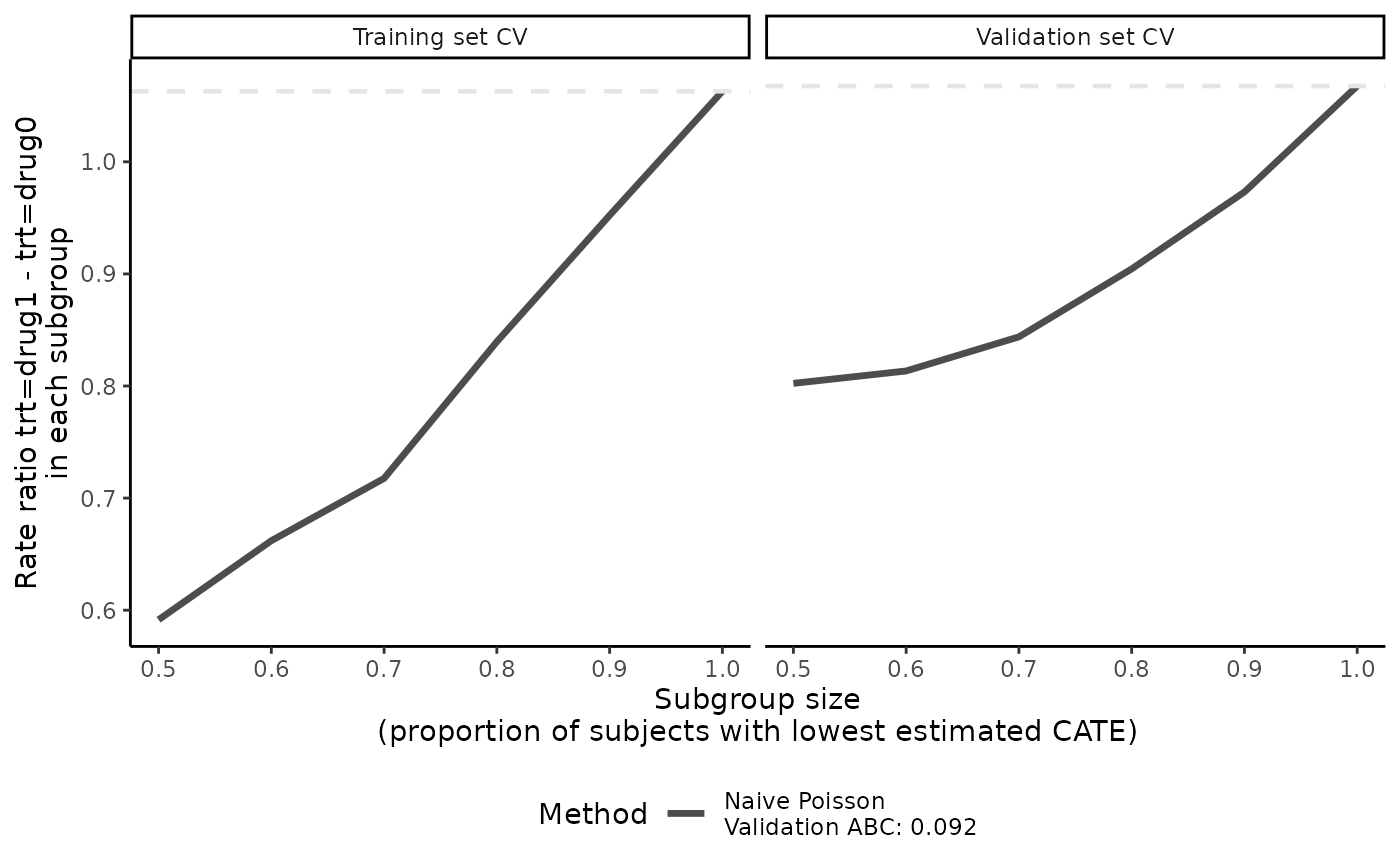 Training set CV
Validation set CV
Rate ratio trt=drug1 - trt=drug0
in each subgroup
1.0
0.9
0.8
0.7
0.6
0.5 0.6 0.7 0.8 0.9 1.0
0.5 0.6 0.7 0.8 0.9 1.0
Subgroup size
(proportion of subjects with lowest estimated CATE)
Method
Naive Poisson
Validation ABC: 0.092